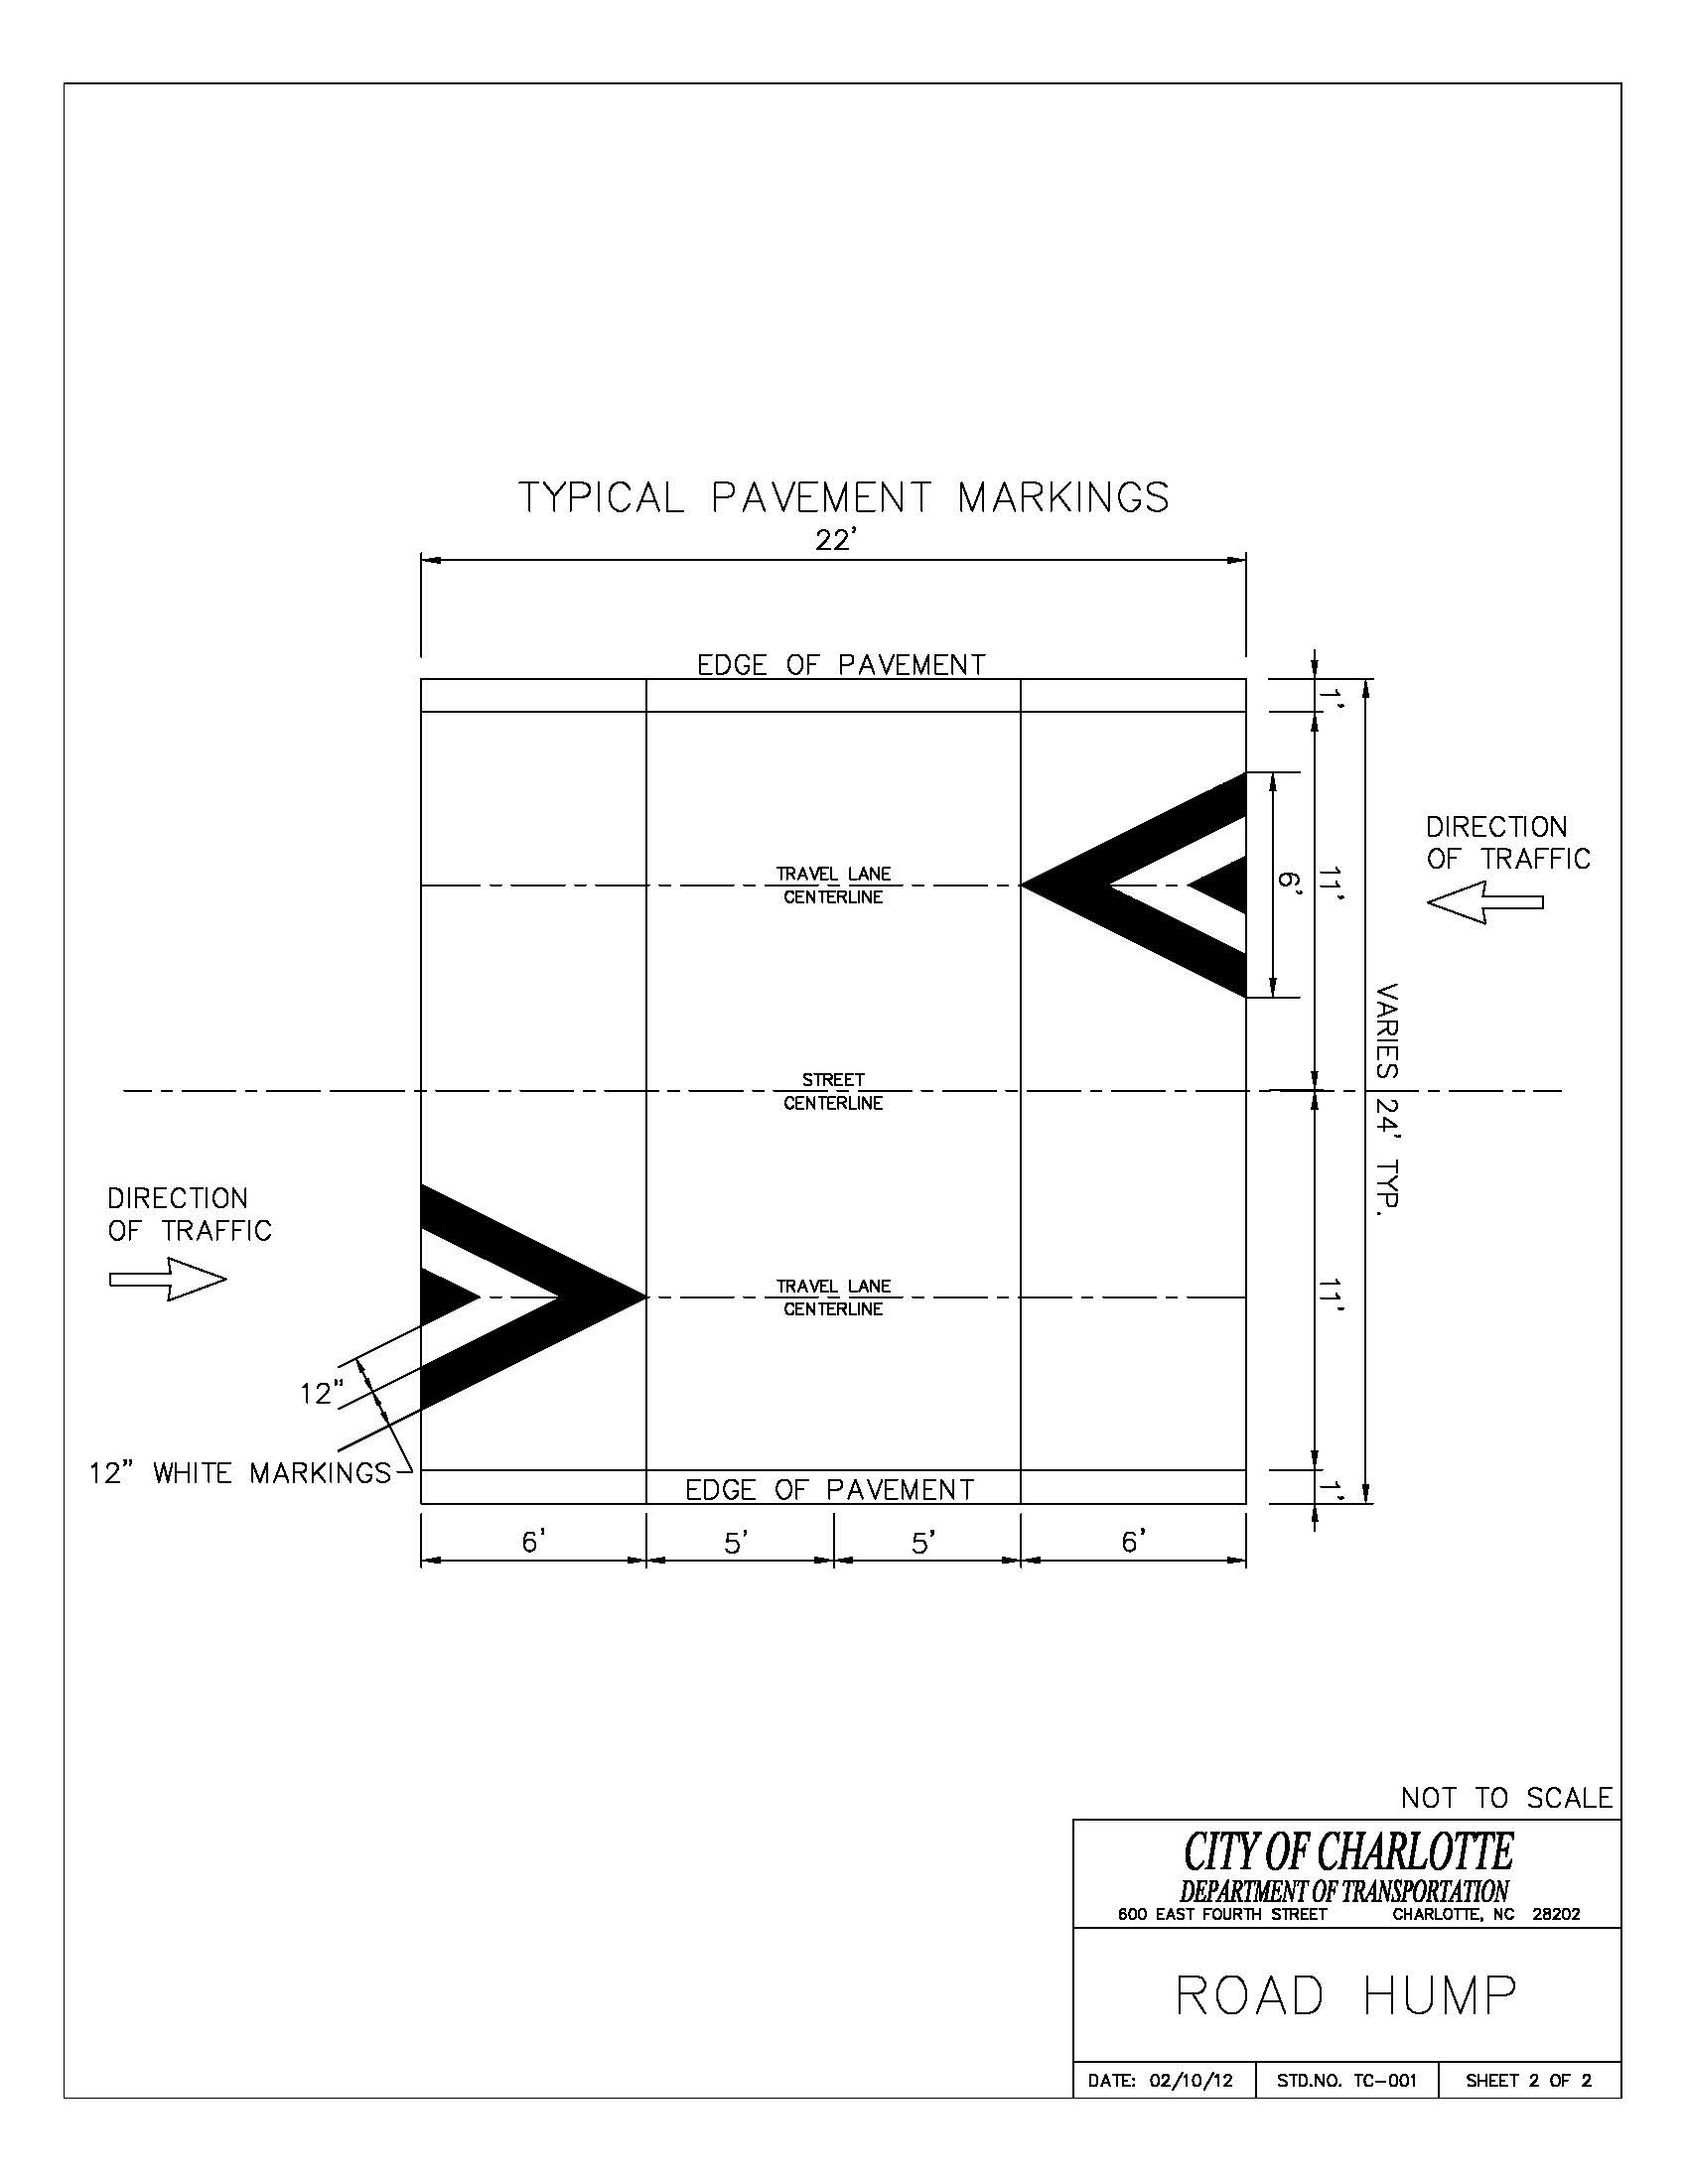 TYPICAL PAVEMENT MARKINGS
22'
EDGE OF PAVEMENT
1'
DIRECTION
OF TRAFFIC
TRAVEL LANE
CENTERLINE
6'
11'
VARIES 24' TYP.
STREET
CENTERLINE
DIRECTION
OF TRAFFIC
TRAVEL LANE
CENTERLINE
11'
12"
12" WHITE MARKINGS
EDGE OF PAVEMENT
1'
6'
5'
5'
6'
NOT TO SCALE
CITY OF CHARLOTTE
DEPARTMENT OF TRANSPORTATION
600 EAST FOURTH STREET CHARLOTTE, NC 28202
ROAD HUMP
DATE: 02/10/12
STD.NO. TC-001
SHEET 2 OF 2